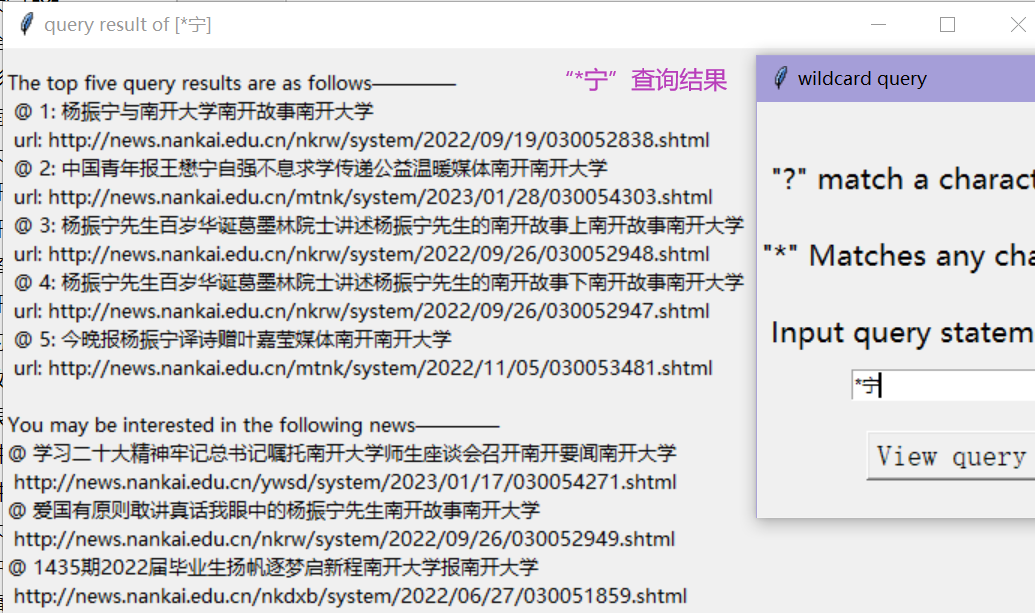 query result of [*宁]
The top five query results are as follows————
“*宁” 查询结果
@ 1: 杨振宁与南开大学南开故事南开大学
url: http://news.nankai.edu.cn/nkrw/system/2022/09/19/030052838.shtml
@ 2: 中国青年报王懋宁自强不息求学传递公益温暖媒体南开南开大学
url: http://news.nankai.edu.cn/mtnk/system/2023/01/28/030054303.shtml
@ 3: 杨振宁先生百岁华诞葛墨林院士讲述杨振宁先生的南开故事上南开故事南开大学
url: http://news.nankai.edu.cn/nkrw/system/2022/09/26/030052948.shtml
@ 4: 杨振宁先生百岁华诞葛墨林院士讲述杨振宁先生的南开故事下南开故事南开大学
url: http://news.nankai.edu.cn/nkrw/system/2022/09/26/030052947.shtml
@ 5: 今晚报杨振宁译诗赠叶嘉莹媒体南开南开大学
url: http://news.nankai.edu.cn/mtnk/system/2022/11/05/030053481.shtml
You may be interested in the following news————
@ 学习二十大精神牢记总书记嘱托南开大学师生座谈会召开南开要闻南开大学
http://news.nankai.edu.cn/ywsd/system/2023/01/17/030054271.shtml
@ 爱国有原则敢讲真话我眼中的杨振宁先生南开故事南开大学
http://news.nankai.edu.cn/nkrw/system/2022/09/26/030052949.shtml
@ 1435期2022届毕业生扬帆逐梦启新程南开大学报南开大学
http://news.nankai.edu.cn/nkdxb/system/2022/06/27/030051859.shtml
wildcard query
"?" match a charact
"*" Matches any cha
Input query statem
*宁
View query